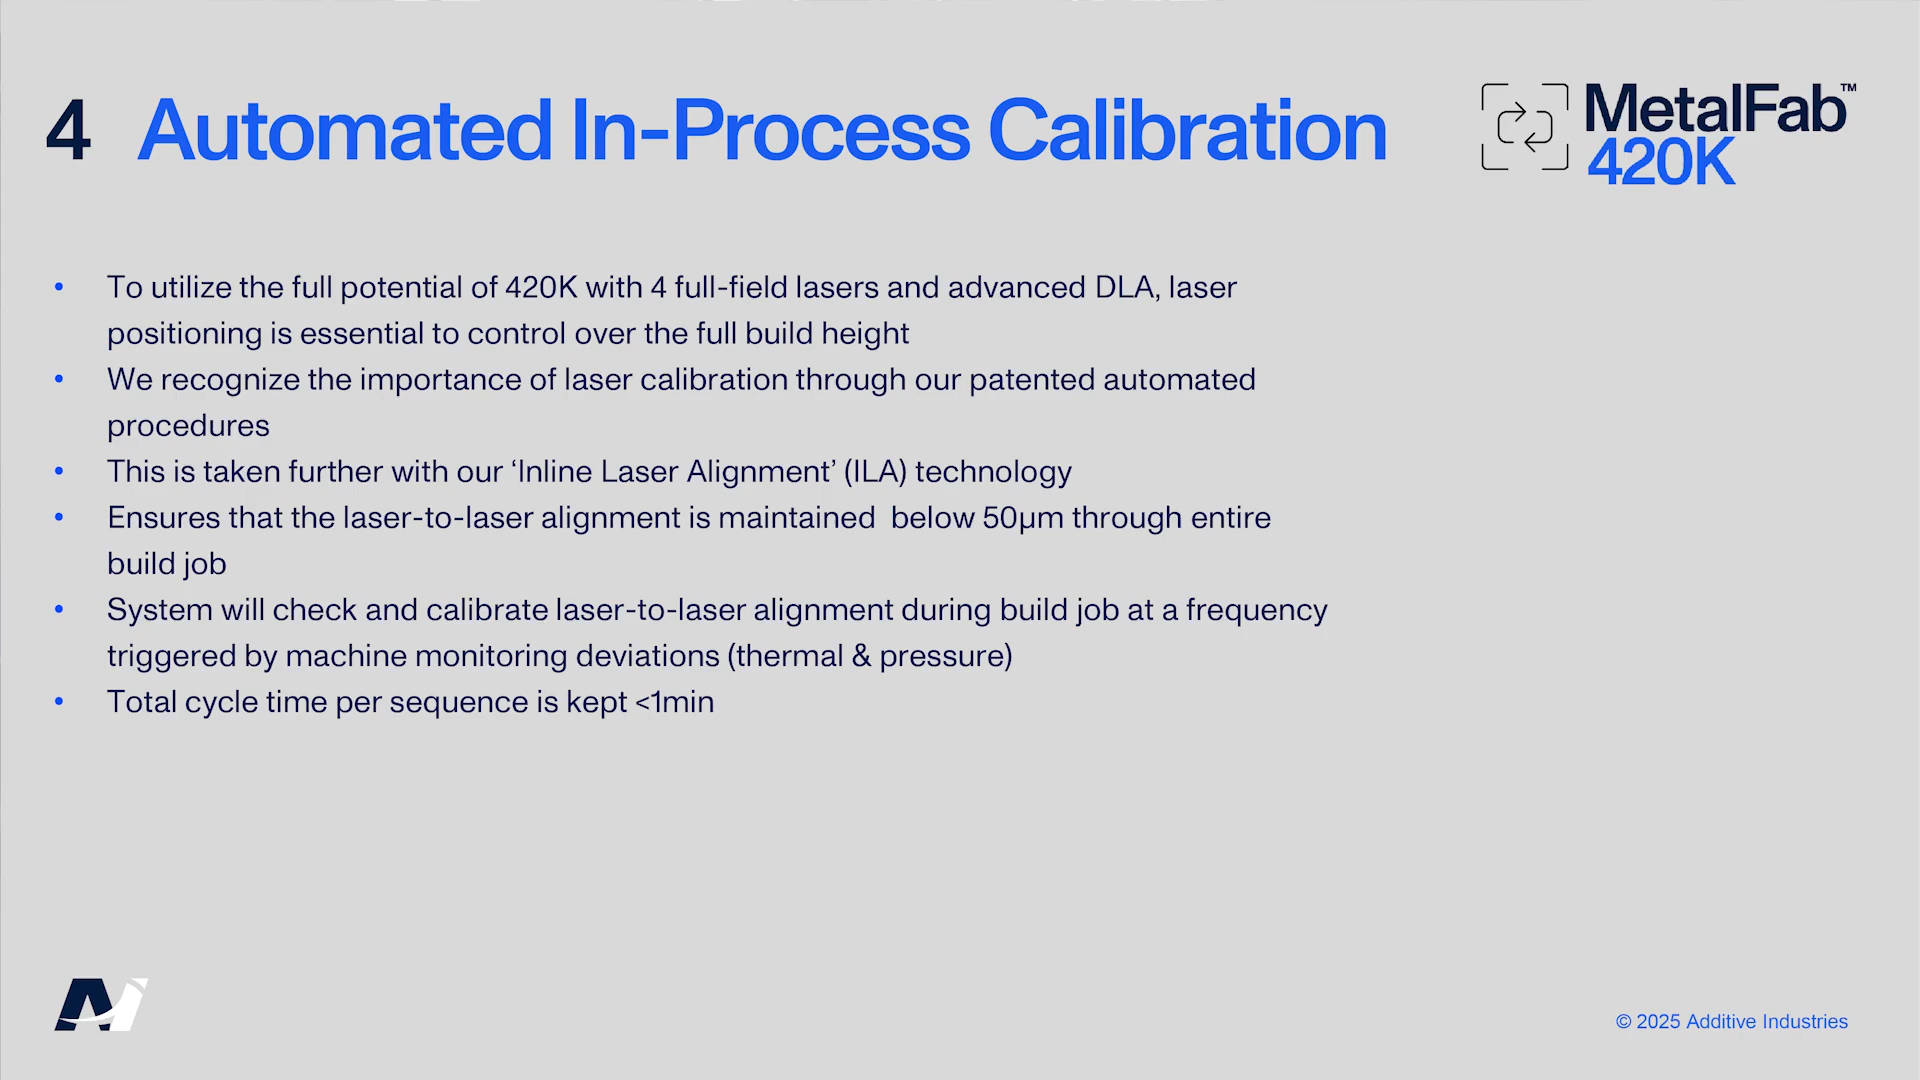 4 Automated In-Process Calibration
MetalFab™
420K
• To utilize the full potential of 420K with 4 full-field lasers and advanced DLA, laser
positioning is essential to control over the full build height
• We recognize the importance of laser calibration through our patented automated
procedures
• This is taken further with our ‘Inline Laser Alignment’ (ILA) technology
• Ensures that the laser-to-laser alignment is maintained  below 50µm through entire
build job
• System will check and calibrate laser-to-laser alignment during build job at a frequency
triggered by machine monitoring deviations (thermal & pressure)
• Total cycle time per sequence is kept <1min
Ai
© 2025 Additive Industries